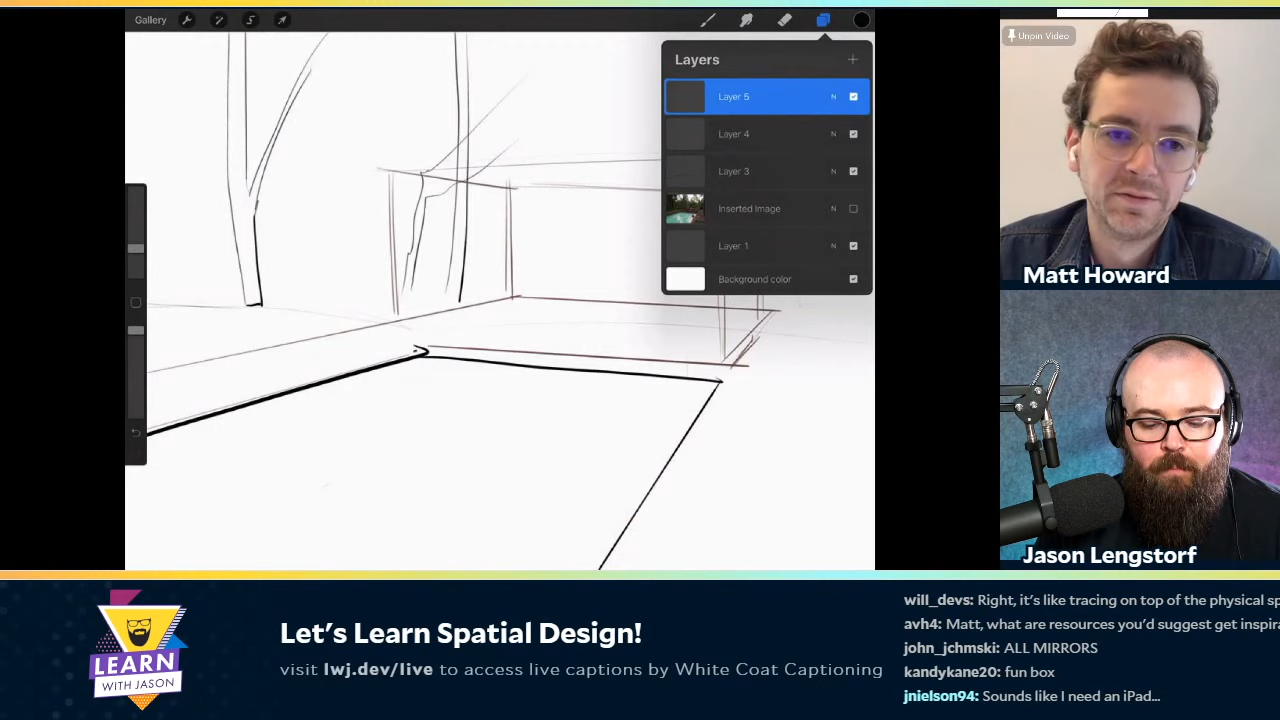 Gallery
Layers
Layer 5
N
Layer 4
N
Layer 3
N
Inserted Image
N
Layer 1
N
Background color
Unpin Video
Matt Howard
Jason Lengstorf
LEARN
WITH JASON
Let's Learn Spatial Design!
visit lwj.dev/live to access live captions by White Coat Captioning
will_devs: Right, it's like tracing on top of the physical
avh4: Matt, what are resources you'd suggest get
john_jchmski: ALL MIRRORS
kandykane20: fun box
jnielson94: Sounds like I need an iPad...